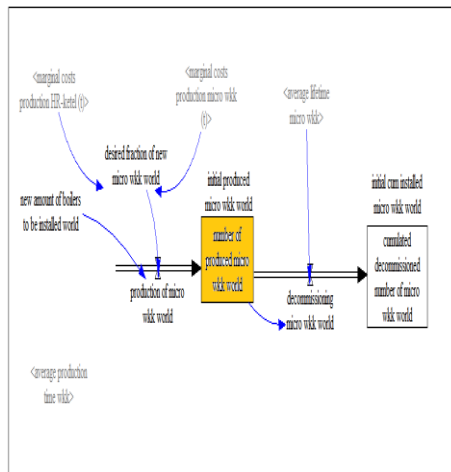 <marginal costs
production HR-ketel (t)>
<marginal costs
production micro wkk
(t)>
<average lifetime
micro wkk>
desired fraction of new
micro wkk world
new amount of boilers
to be installed world
initial produced
micro wkk world
initial cum installed
micro wkk world
number of
produced micro
wkk world
cumulated
decommissioned
number of micro
wkk world
production of micro
wkk world
decommissioning
micro wkk world
<average production
time wkk>